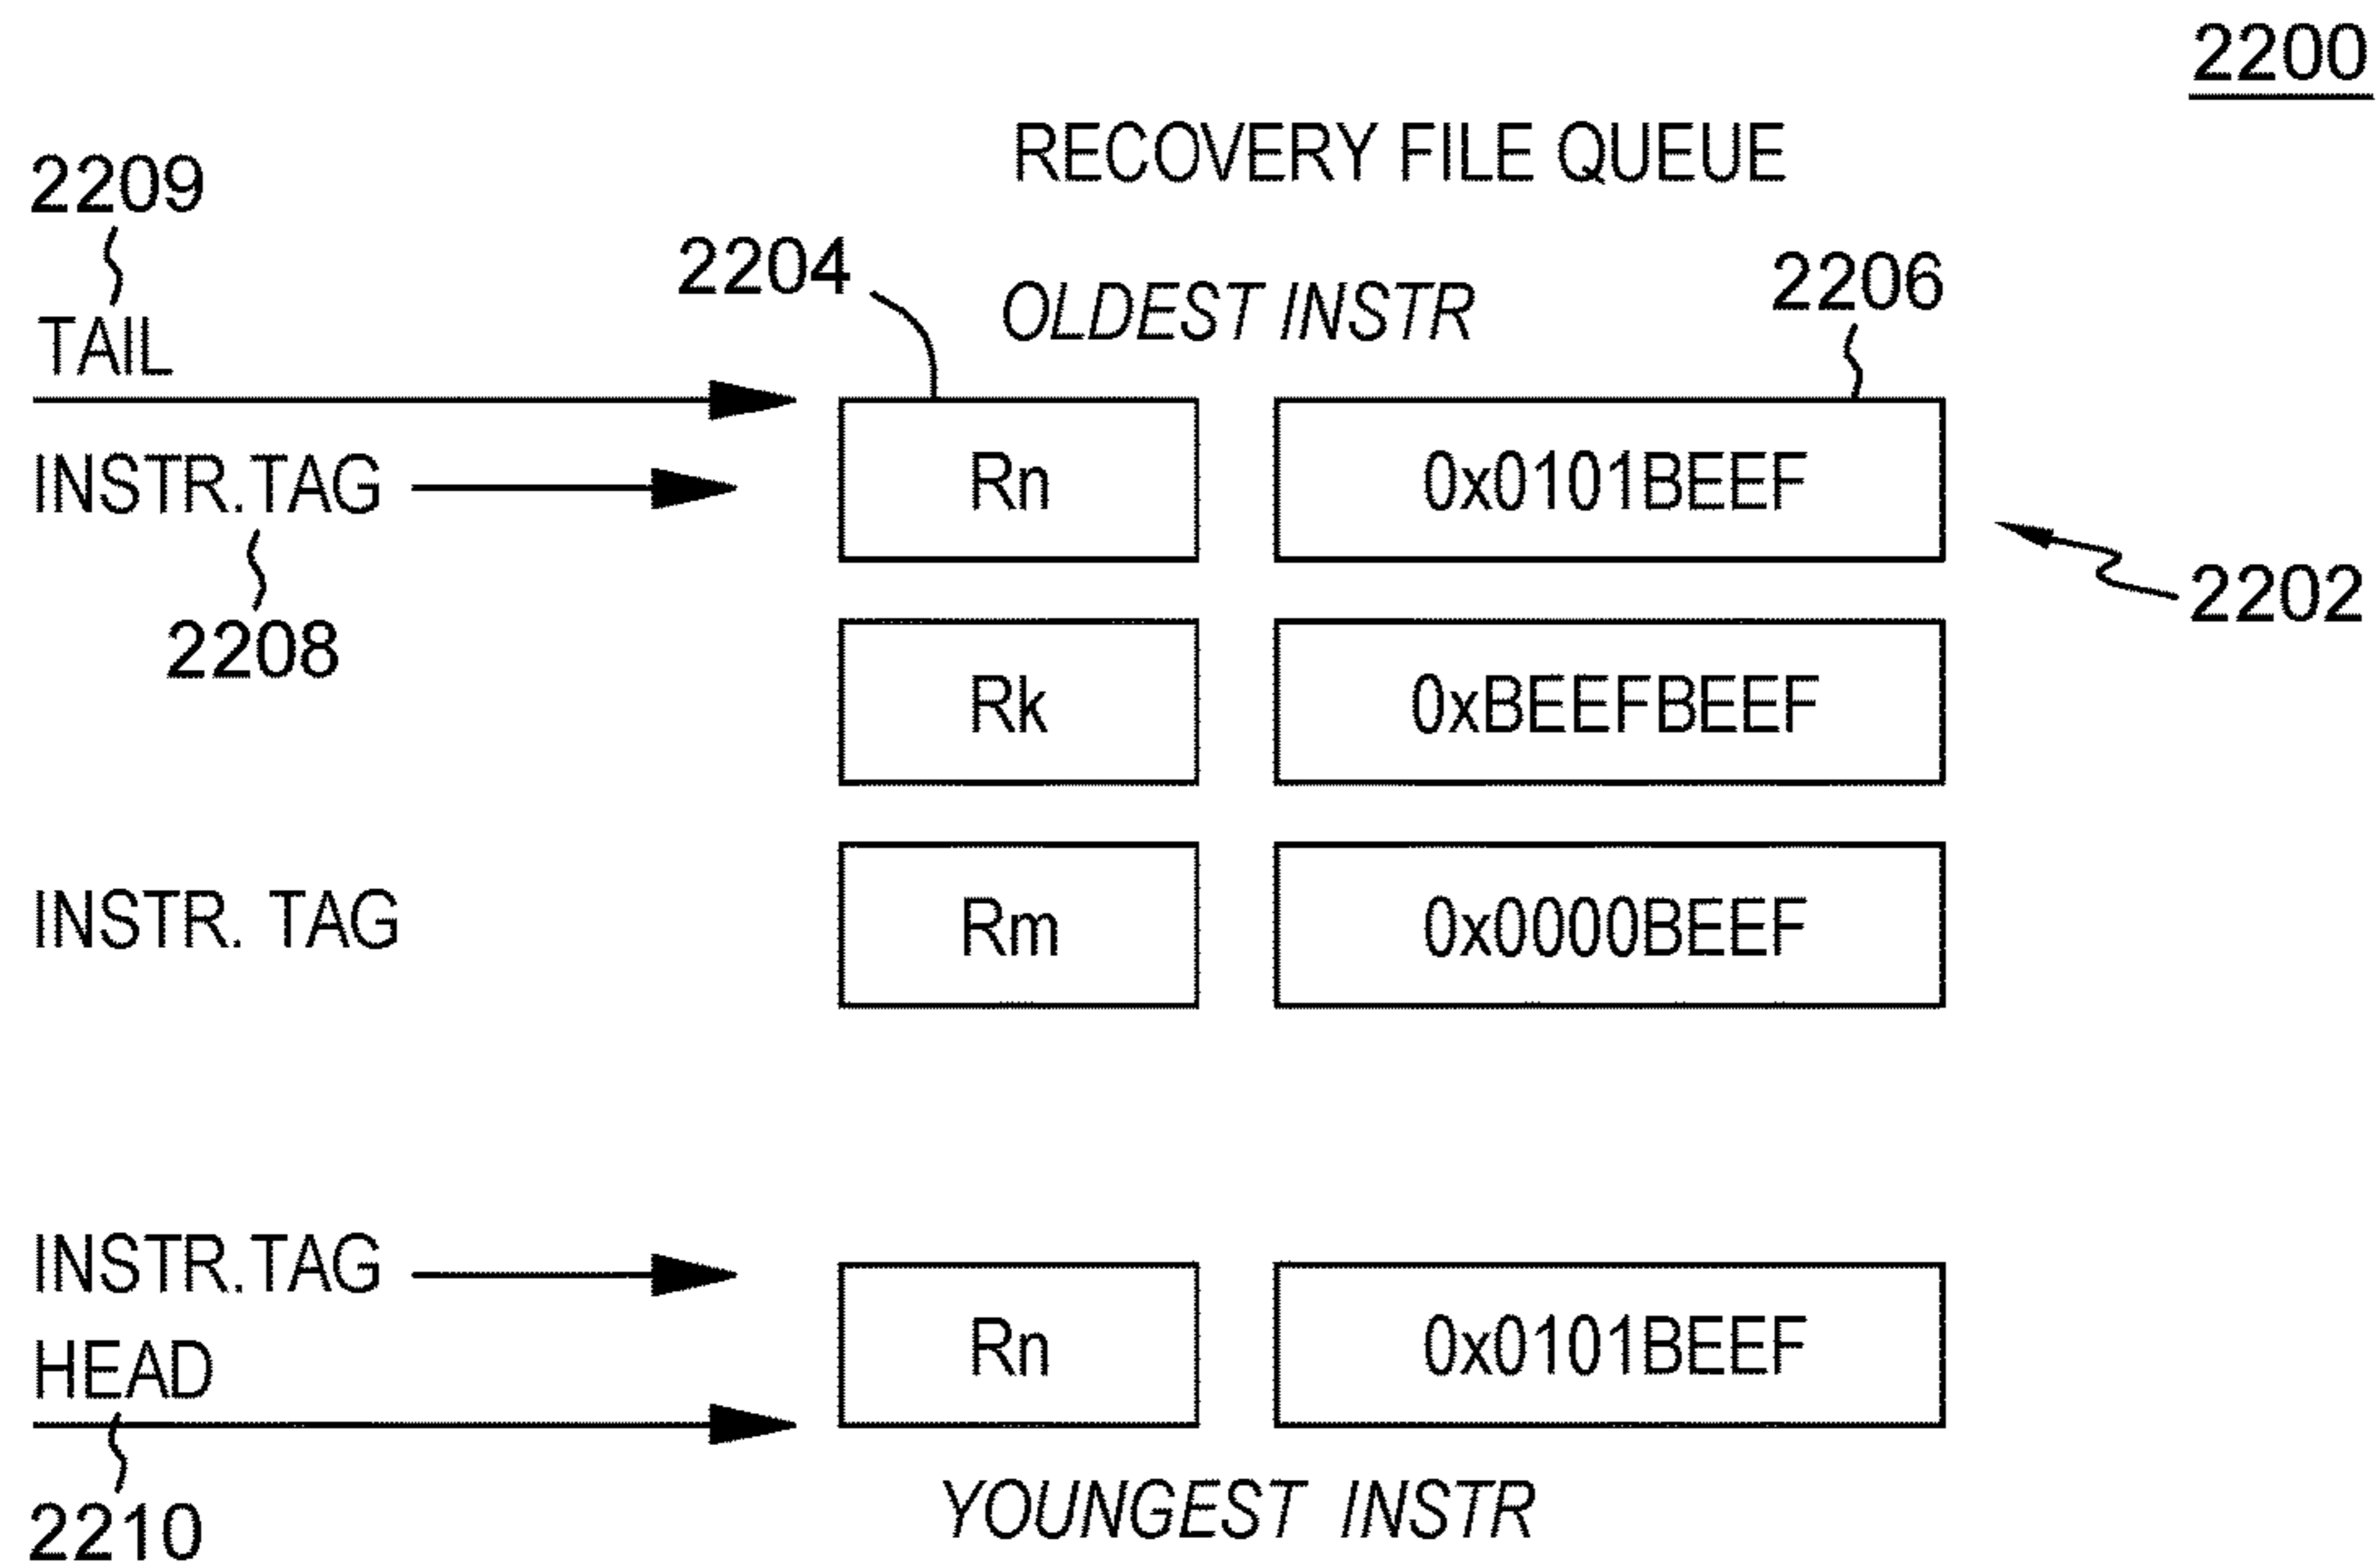 2200
RECOVERY FILE QUEUE
2209
2204
OLDEST INSTR
2206
TAIL
INSTR.TAG
Rn
0x0101BEEF
2202
2208
Rk
0xBEEFBEEF
INSTR. TAG
Rm
0x0000BEEF
INSTR.TAG
Rn
0x0101BEEF
HEAD
2210
YOUNGEST INSTR